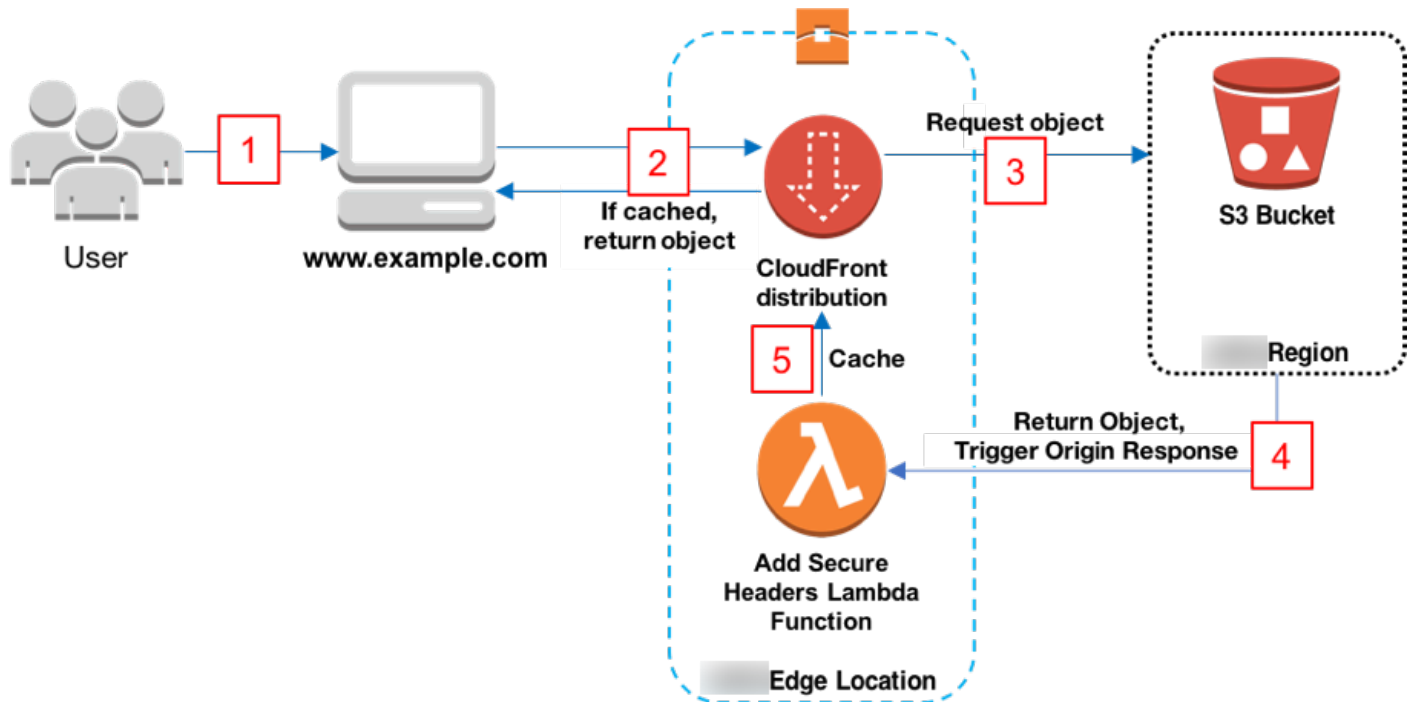 1
2
Request object
3
S3 Bucket
If cached,
return object
User
www.example.com
CloudFront
distribution
5
Cache
Region
Return Object,
Trigger Origin Response
4
λ
Add Secure
Headers Lambda
Function
Edge Location